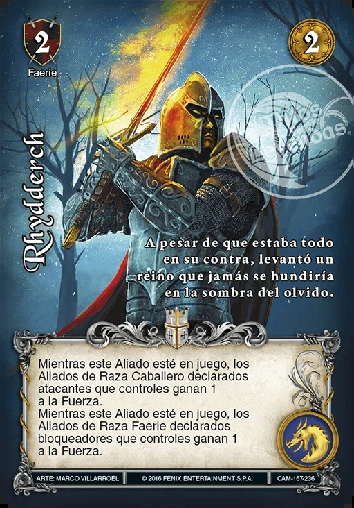 2
Faerie
2
Rhydderch
A pesar de que estaba todo
en su contra, levantó un
reino que jamás se hundiría
en la sombra del olvido.
Mientras este Aliado esté en juego, los
Aliados de Raza Caballero declarados
atacantes que controles ganan 1
a la Fuerza.
Mientras este Aliado esté en juego, los
Aliados de Raza Faerie declarados
bloqueadores que controles ganan 1
a la Fuerza.
ARTE: MARCO VILLARROEL
© 2016 FENIX ENTERTAINMENT S.P.A.
CAM-157-236